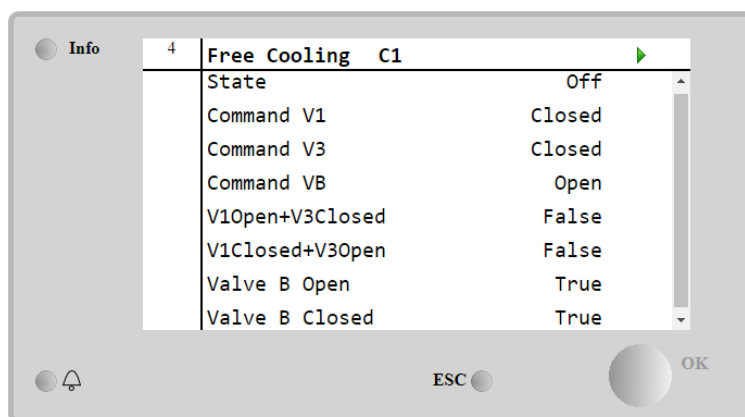 Info
4
Free Cooling C1
State Off
Command V1 Closed
Command V3 Closed
Command VB Open
V1Open+V3Closed False
V1Closed+V3Open False
Valve B Open True
Valve B Closed True
ESC
OK